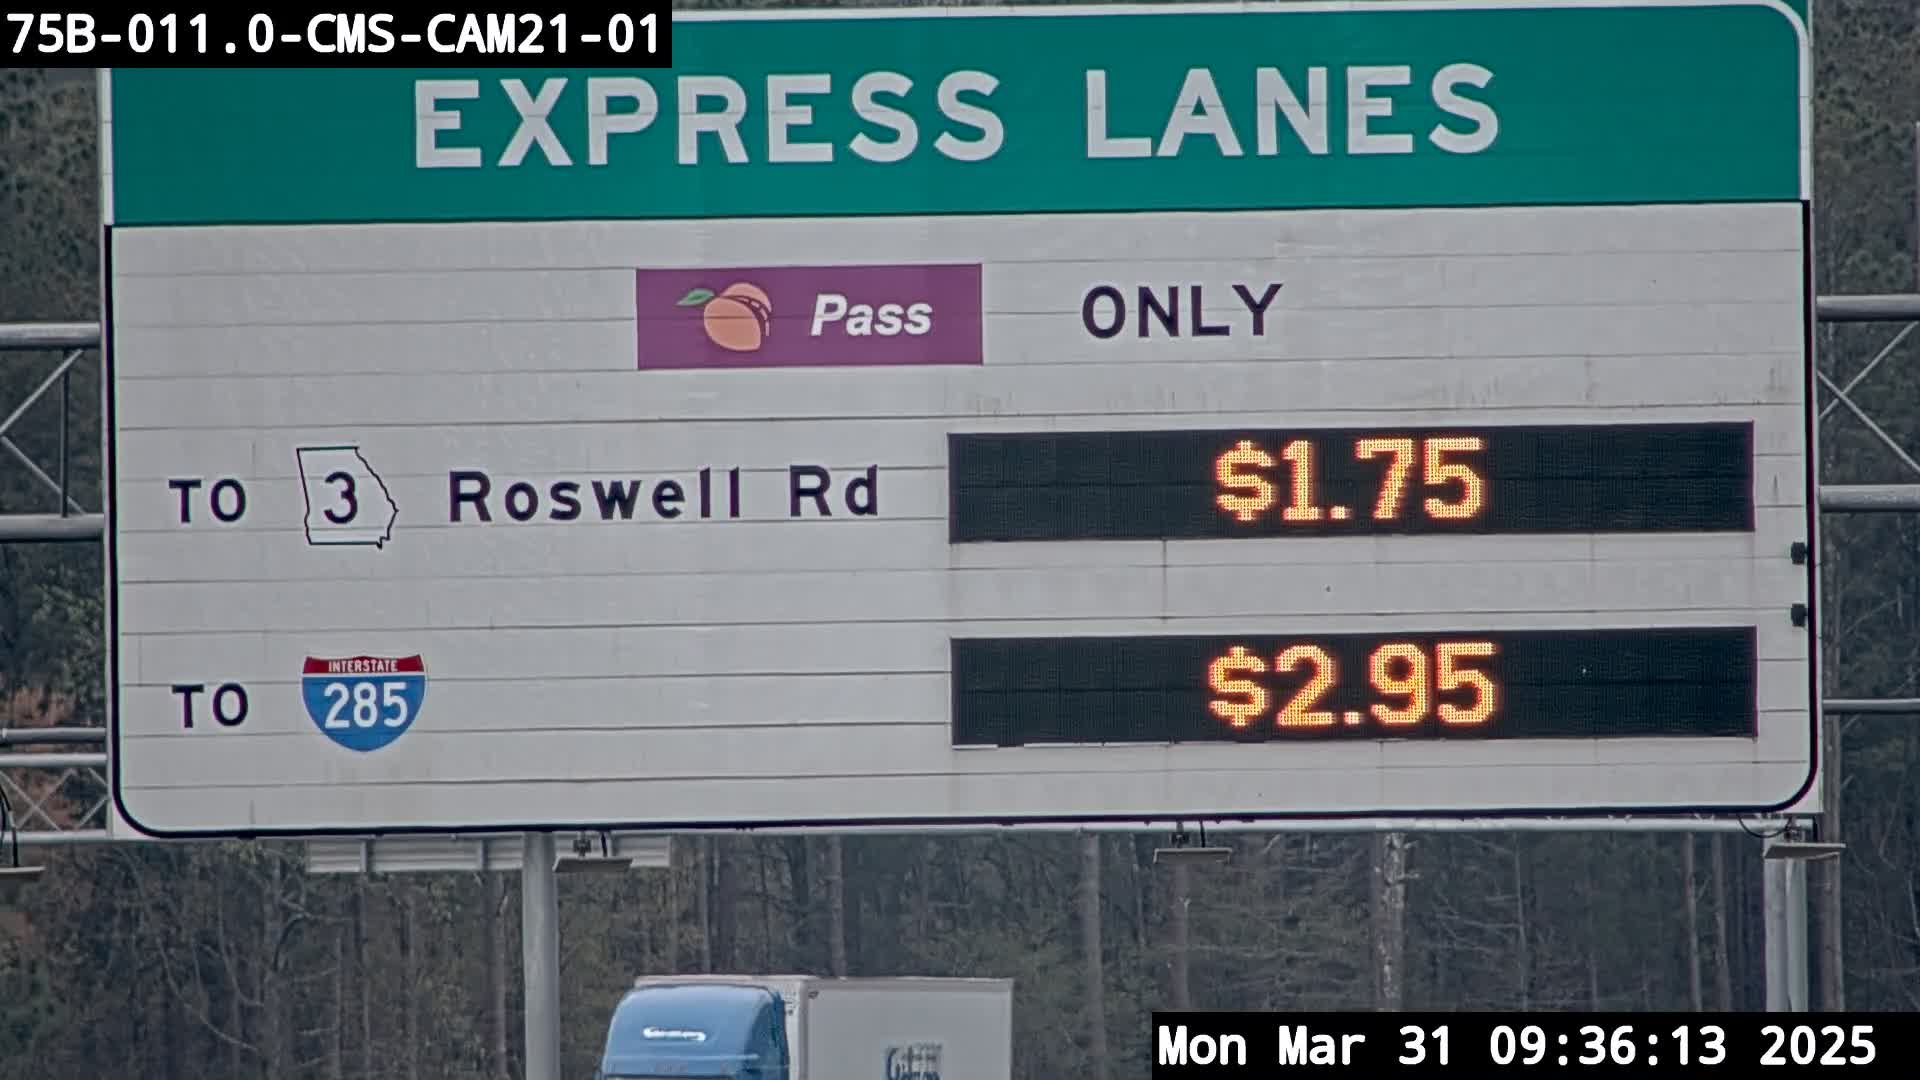 75B-011.0-CMS-CAM21-01
EXPRESS LANES
Pass ONLY
TO 3 Roswell Rd $1.75
TO INTERSTATE 285 $2.95
Mon Mar 31 09:36:13 2025